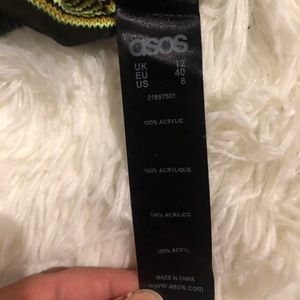 asos
UK 12
EU 40
US 8
01897501
100% ACRYLIC
100% ACRYLIQUE
100% ACRILICO
100% ACRYL
MADE IN CHINA
www.asos.com